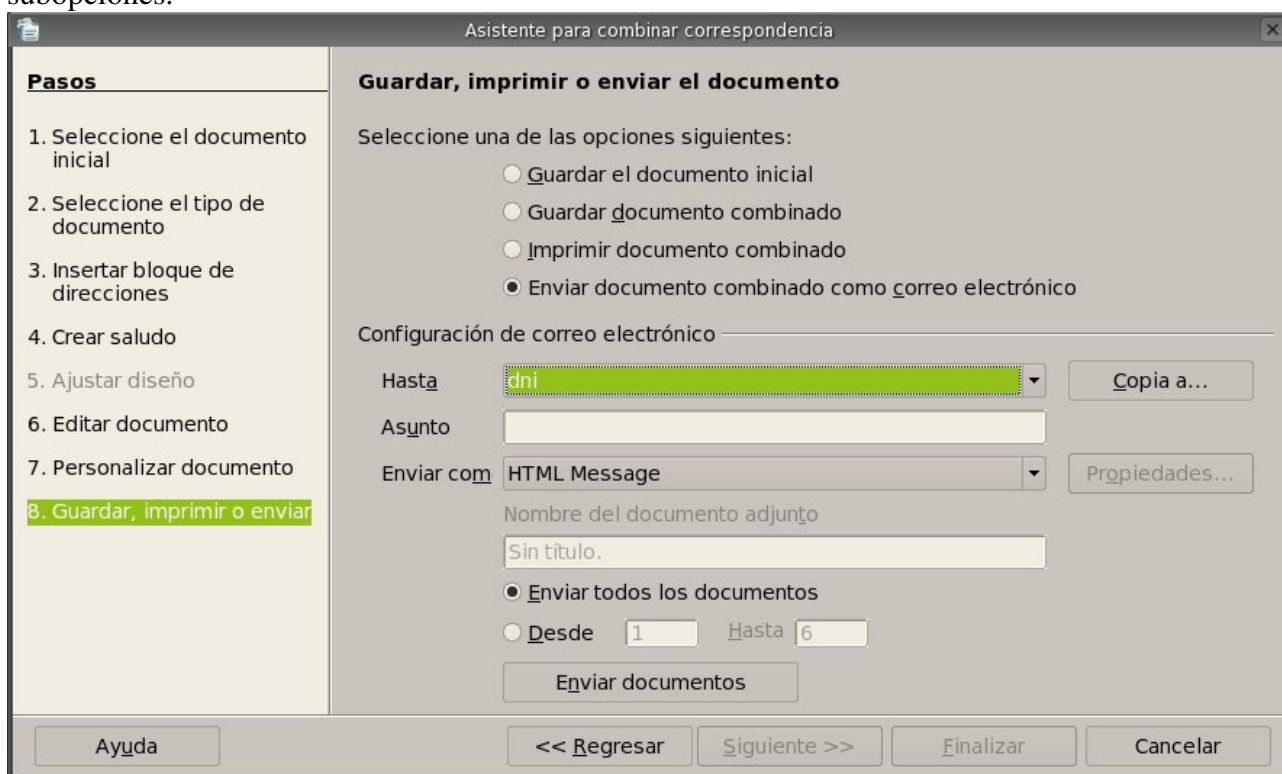 subopciones.
Asistente para combinar correspondencia
Pasos
1. Seleccione el documento
inicial
2. Seleccione el tipo de
documento
3. Insertar bloque de
direcciones
4. Crear saludo
5. Ajustar diseño
6. Editar documento
7. Personalizar documento
8. Guardar, imprimir o enviar
Guardar, imprimir o enviar el documento
Seleccione una de las opciones siguientes:
Guardar el documento inicial
Guardar documento combinado
Imprimir documento combinado
Enviar documento combinado como correo electrónico
Configuración de correo electrónico
Hasta dni Copia a...
Asunto
Enviar com HTML Message Propiedades...
Nombre del documento adjunto
Sin título.
Enviar todos los documentos
Desde 1 Hasta 6
Enviar documentos
Ayuda << Regresar Siguiente >> Finalizar Cancelar